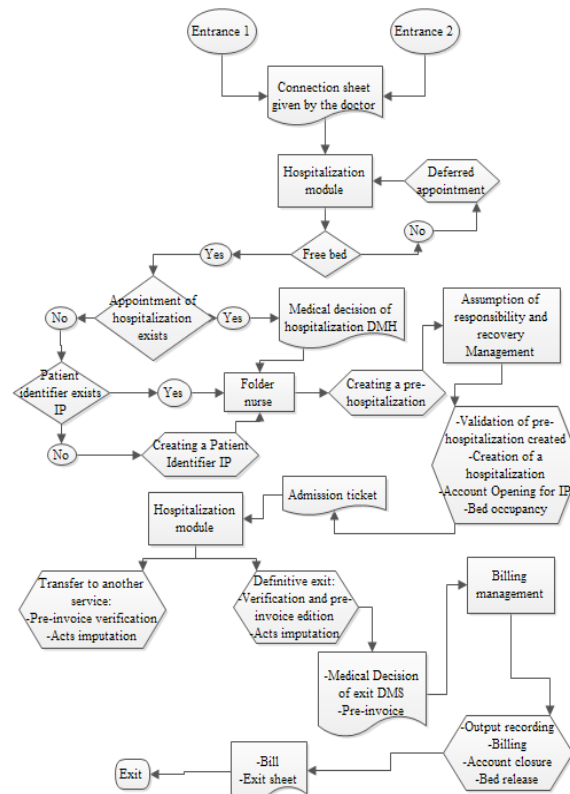 Entrance 1
Entrance 2
Connection sheet
given by the doctor
Hospitalization
module
Deferred
appointment
No
Free bed
Yes
Appointment of
hospitalization
exists
No
Yes
Medical decision of
hospitalization DMH
Assumption of
responsibility and
recovery
Management
Patient
identifier exists
IP
Yes
Folder
nurse
Creating a pre-
hospitalization
No
Creating a Patient
Identifier IP
-Validation of pre-
hospitalization created
-Creation of a
hospitalization
-Account Opening for IP
-Bed occupancy
Admission ticket
Hospitalization
module
Transfer to another
service:
-Pre-invoice verification
-Acts imputation
Definitive exit:
-Verification and pre-
invoice edition
-Acts imputation
Billing
management
-Medical Decision
of exit DMS
-Pre-invoice
-Output recording
-Billing
-Account closure
-Bed release
-Bill
-Exit sheet
Exit